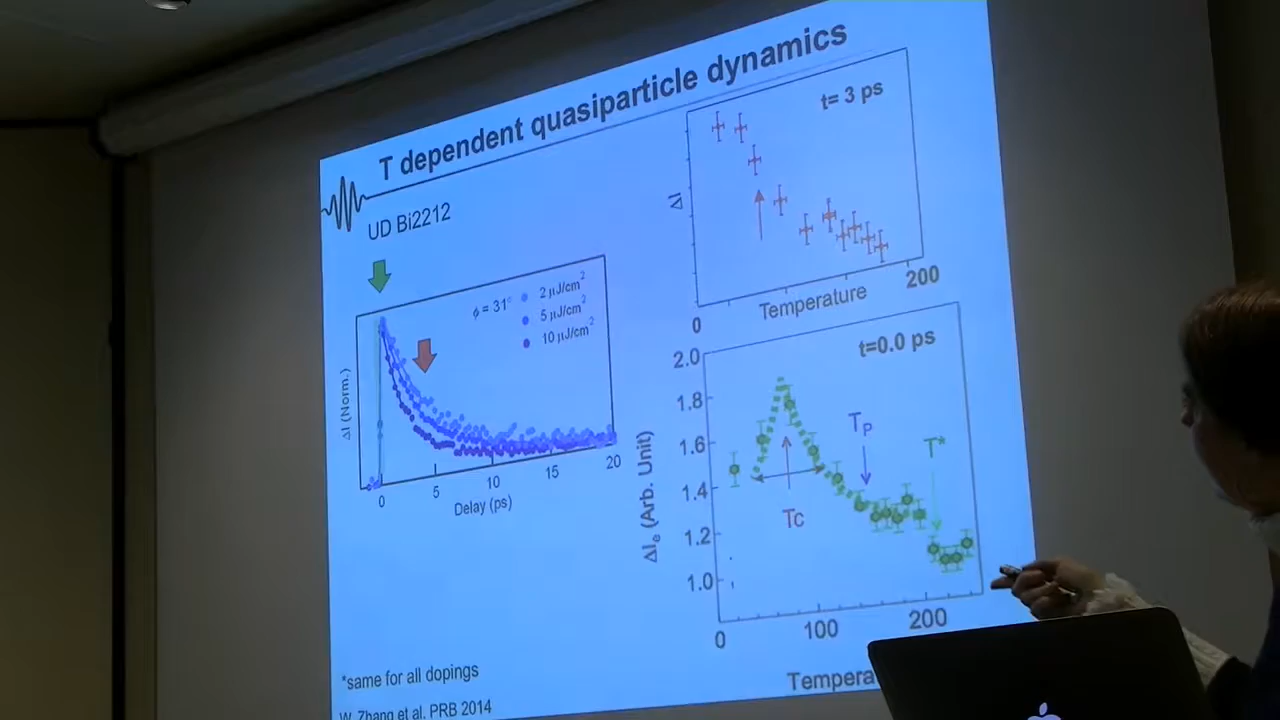 T dependent quasiparticle dynamics
UD Bi2212
ϕ = 31°
2 μJ/cm²
5 μJ/cm²
10 μJ/cm²
ΔI (Norm.)
0
5
10
15
20
Delay (ps)
t= 3 ps
ΔI
0
Temperature
200
t=0.0 ps
2.0
1.8
1.6
1.4
1.2
1.0
ΔIₑ (Arb. Unit)
Tc
Tₚ
T*
0
100
200
Tempera
*same for all dopings
W. Zhang et al. PRB 2014